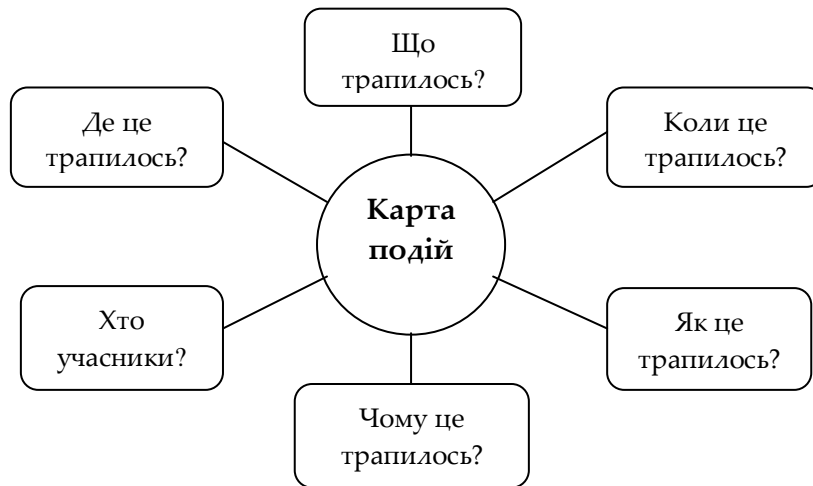 Що
трапилось?
Де це
трапилось?
Коли це
трапилось?
Карта
подій
Хто
учасники?
Як це
трапилось?
Чому це
трапилось?